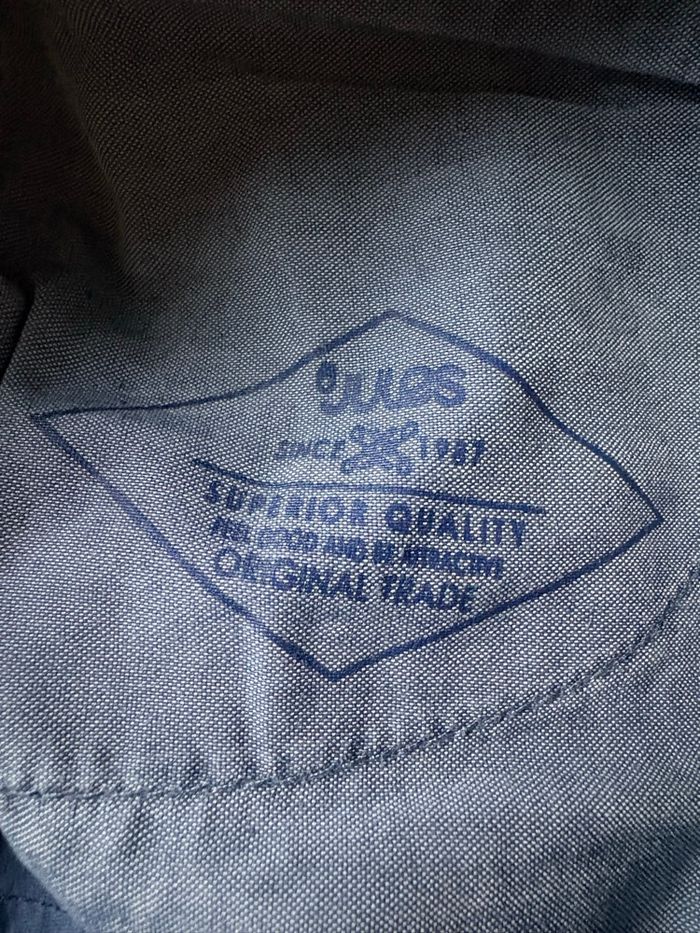 Jules
SINCE 1987
SUPERIOR QUALITY
FEEL GOOD AND BE ATTRACTIVE
ORIGINAL TRADE